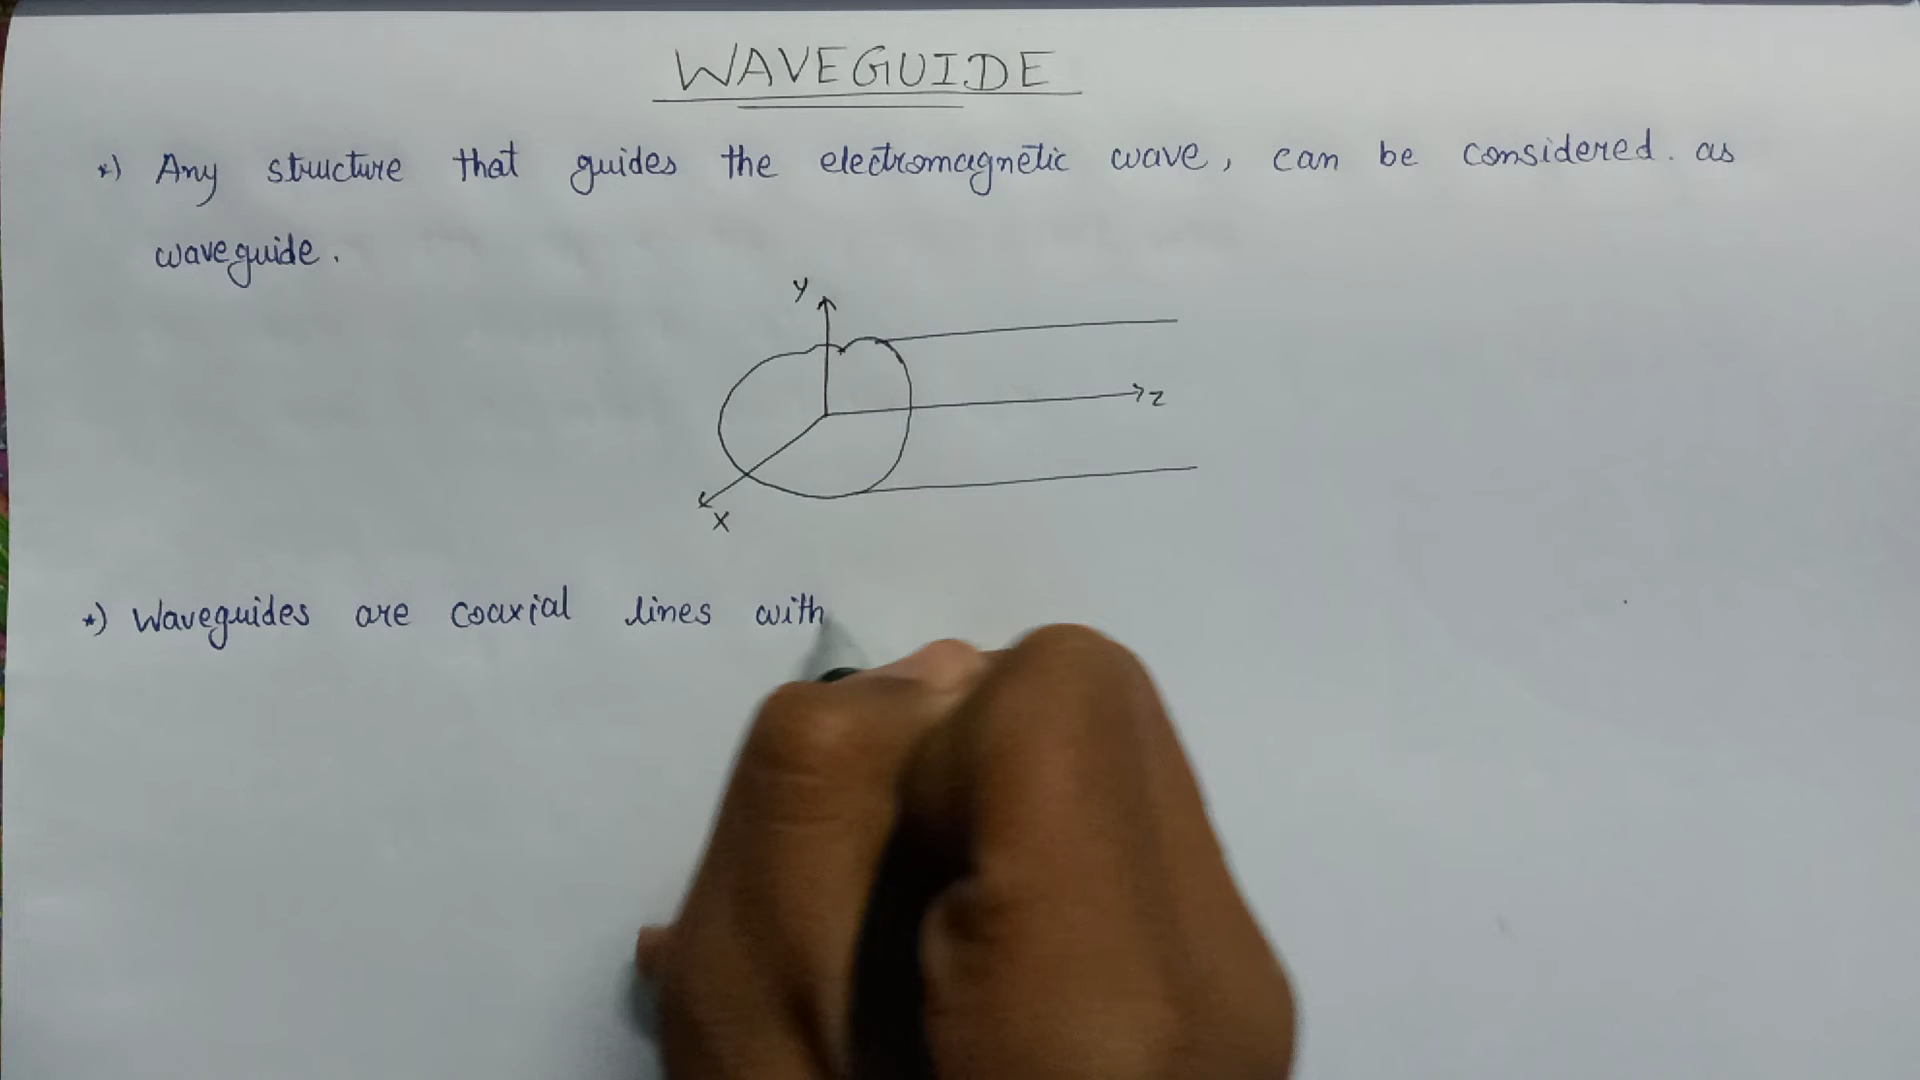 WAVEGUIDE
*) Any structure that guides the electromagnetic wave, can be considered. as
waveguide.
y
z
x
*) Waveguides are coaxial lines with